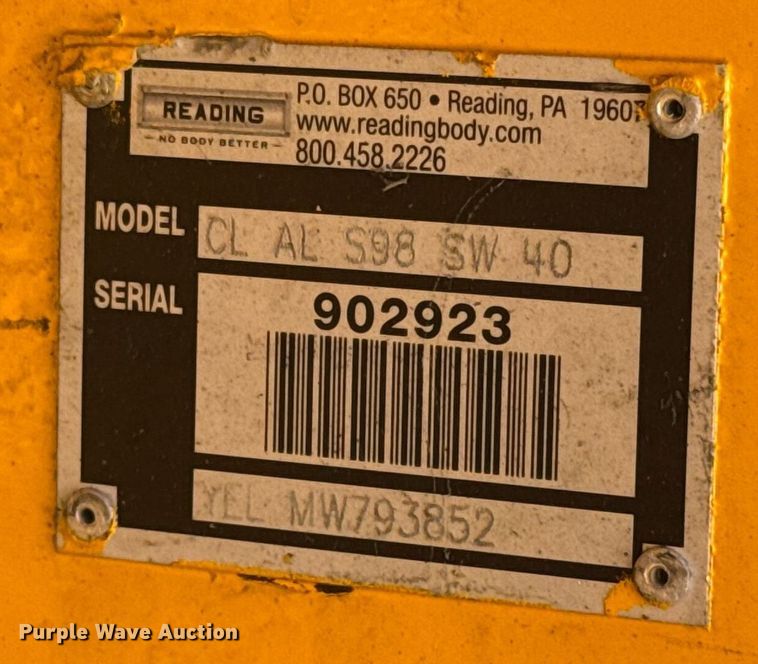 READING
— NO BODY BETTER —
P.O. BOX 650 • Reading, PA 19607
www.readingbody.com
800.458.2226
MODEL CL AL S98 SW 40
SERIAL 902923
YEL MW793852
Purple Wave Auction